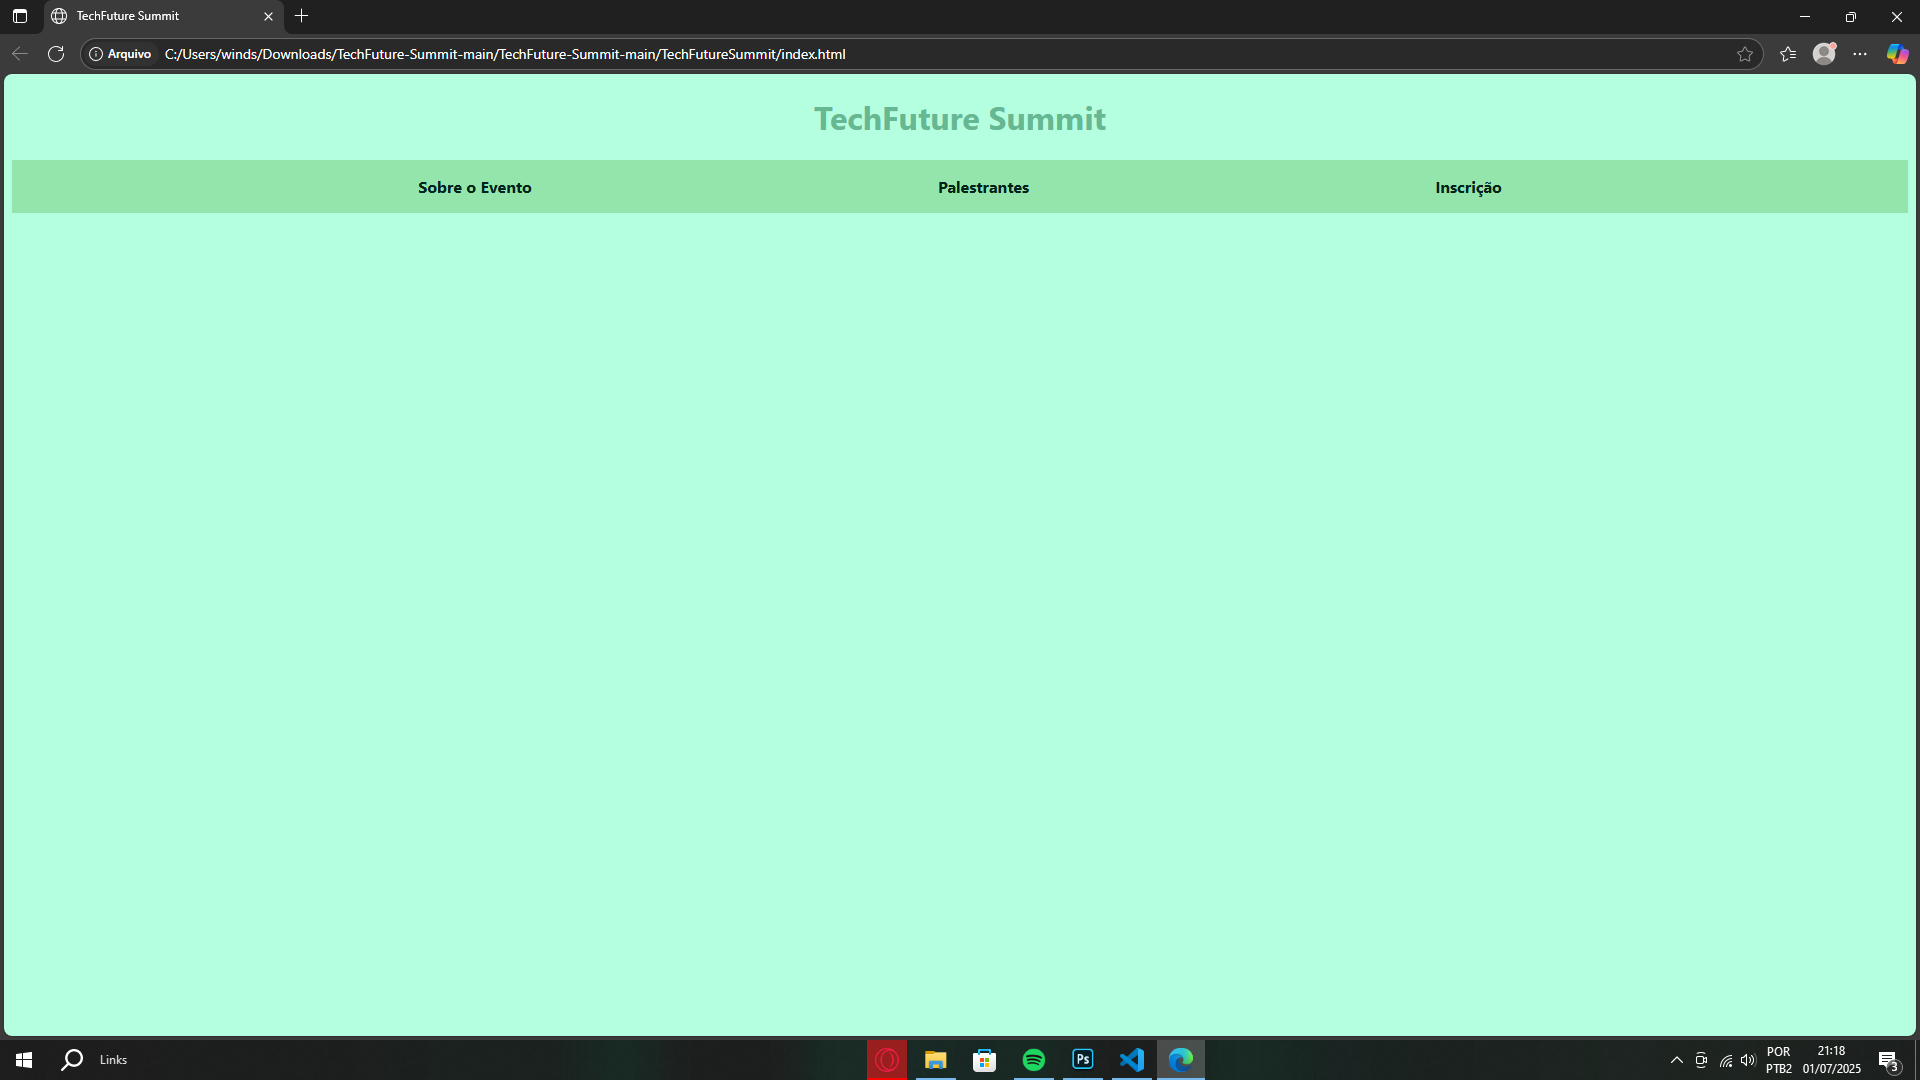 TechFuture Summit
Arquivo C:/Users/winds/Downloads/TechFuture-Summit-main/TechFuture-Summit-main/TechFutureSummit/index.html
TechFuture Summit
Sobre o Evento Palestrantes Inscrição
Links
Ps
POR
PTB2
21:18
01/07/2025
3